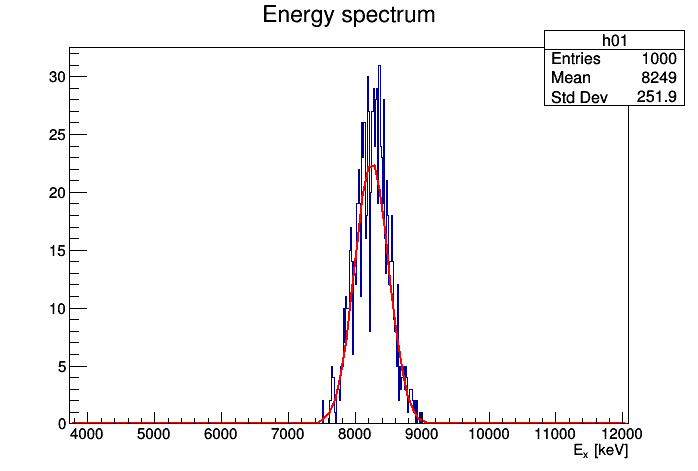 Energy spectrum
h01
Entries 1000
Mean 8249
Std Dev 251.9
30
25
20
15
10
5
0
4000 5000 6000 7000 8000 9000 10000 11000 12000
Ex [keV]